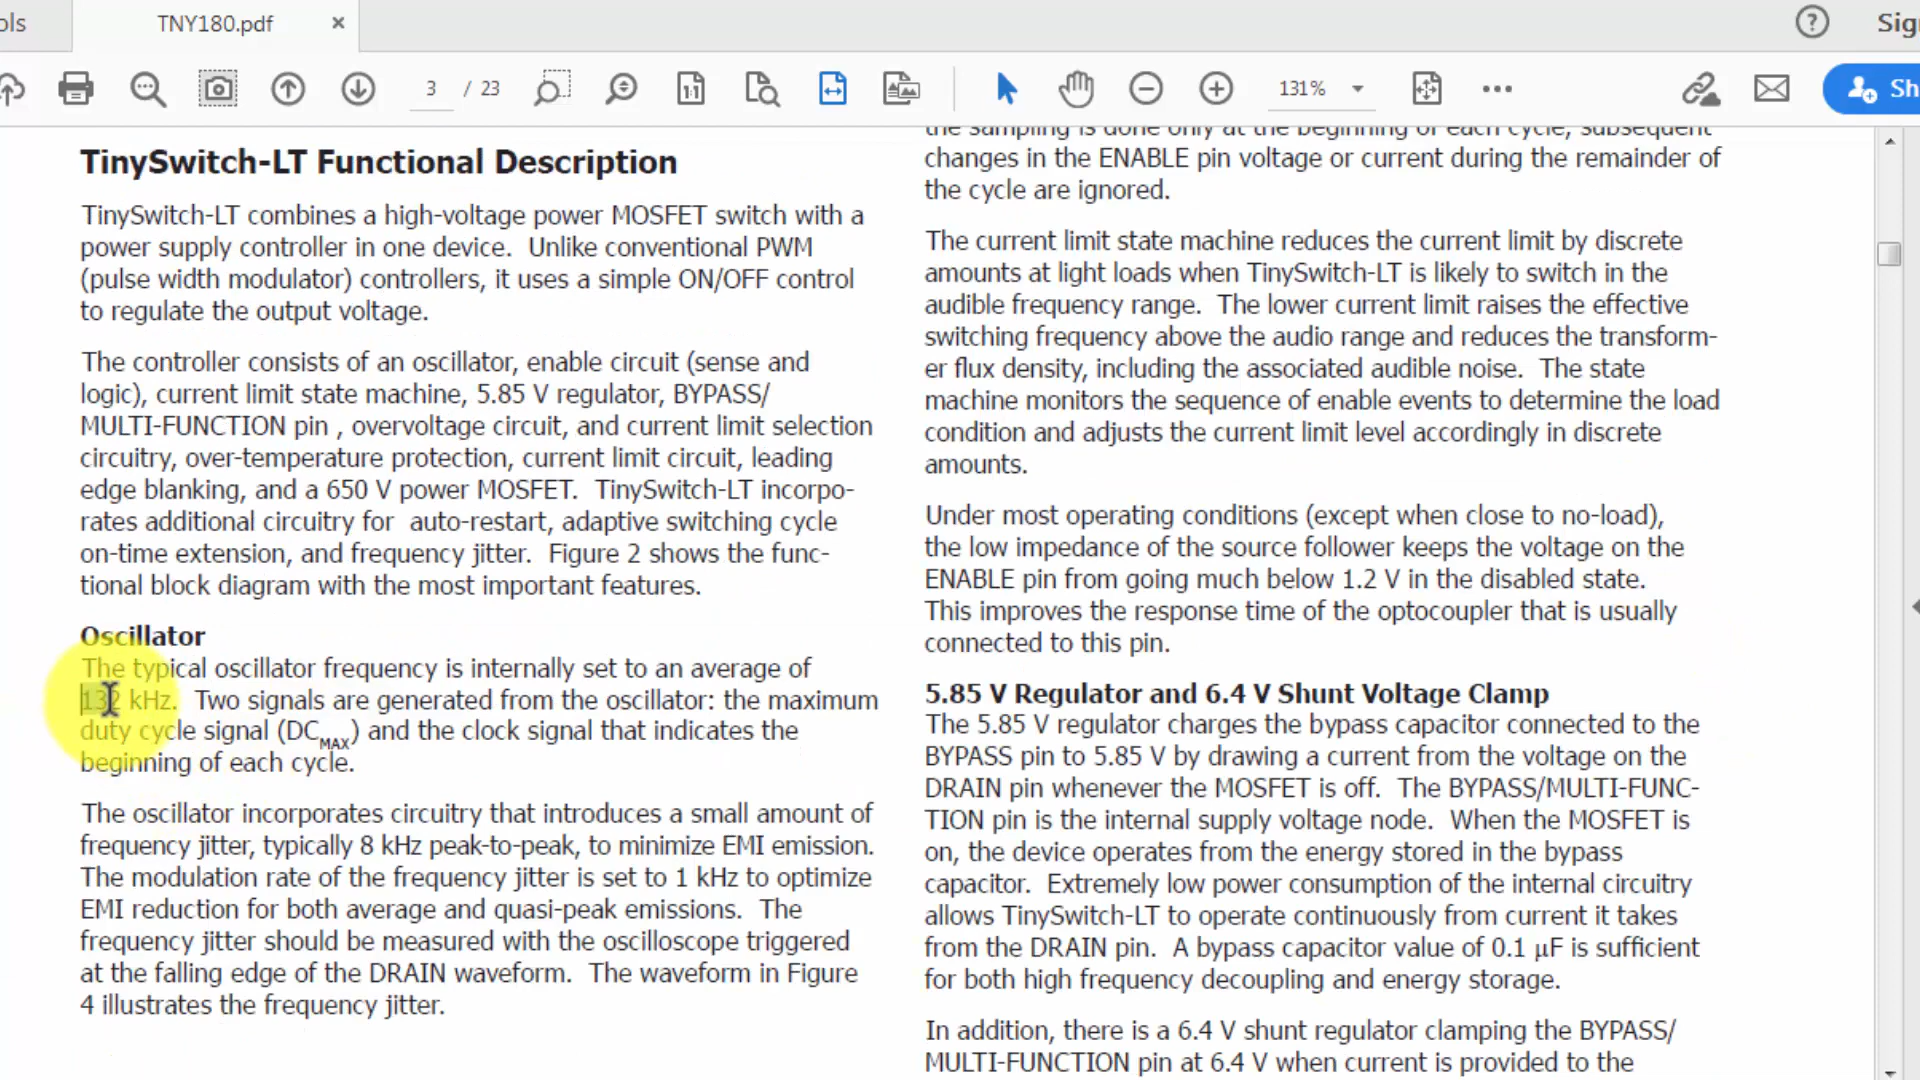 ols
TNY180.pdf
×
?
Sig
3 / 23
1:1
131%
Sh
TinySwitch-LT Functional Description
TinySwitch-LT combines a high-voltage power MOSFET switch with a
power supply controller in one device. Unlike conventional PWM
(pulse width modulator) controllers, it uses a simple ON/OFF control
to regulate the output voltage.
The controller consists of an oscillator, enable circuit (sense and
logic), current limit state machine, 5.85 V regulator, BYPASS/
MULTI-FUNCTION pin , overvoltage circuit, and current limit selection
circuitry, over-temperature protection, current limit circuit, leading
edge blanking, and a 650 V power MOSFET. TinySwitch-LT incorpo-
rates additional circuitry for auto-restart, adaptive switching cycle
on-time extension, and frequency jitter. Figure 2 shows the func-
tional block diagram with the most important features.
Oscillator
The typical oscillator frequency is internally set to an average of
132 kHz. Two signals are generated from the oscillator: the maximum
duty cycle signal (DCMAX) and the clock signal that indicates the
beginning of each cycle.
The oscillator incorporates circuitry that introduces a small amount of
frequency jitter, typically 8 kHz peak-to-peak, to minimize EMI emission.
The modulation rate of the frequency jitter is set to 1 kHz to optimize
EMI reduction for both average and quasi-peak emissions. The
frequency jitter should be measured with the oscilloscope triggered
at the falling edge of the DRAIN waveform. The waveform in Figure
4 illustrates the frequency jitter.
the sampling is done only at the beginning of each cycle, subsequent
changes in the ENABLE pin voltage or current during the remainder of
the cycle are ignored.
The current limit state machine reduces the current limit by discrete
amounts at light loads when TinySwitch-LT is likely to switch in the
audible frequency range. The lower current limit raises the effective
switching frequency above the audio range and reduces the transform-
er flux density, including the associated audible noise. The state
machine monitors the sequence of enable events to determine the load
condition and adjusts the current limit level accordingly in discrete
amounts.
Under most operating conditions (except when close to no-load),
the low impedance of the source follower keeps the voltage on the
ENABLE pin from going much below 1.2 V in the disabled state.
This improves the response time of the optocoupler that is usually
connected to this pin.
5.85 V Regulator and 6.4 V Shunt Voltage Clamp
The 5.85 V regulator charges the bypass capacitor connected to the
BYPASS pin to 5.85 V by drawing a current from the voltage on the
DRAIN pin whenever the MOSFET is off. The BYPASS/MULTI-FUNC-
TION pin is the internal supply voltage node. When the MOSFET is
on, the device operates from the energy stored in the bypass
capacitor. Extremely low power consumption of the internal circuitry
allows TinySwitch-LT to operate continuously from current it takes
from the DRAIN pin. A bypass capacitor value of 0.1 μF is sufficient
for both high frequency decoupling and energy storage.
In addition, there is a 6.4 V shunt regulator clamping the BYPASS/
MULTI-FUNCTION pin at 6.4 V when current is provided to the